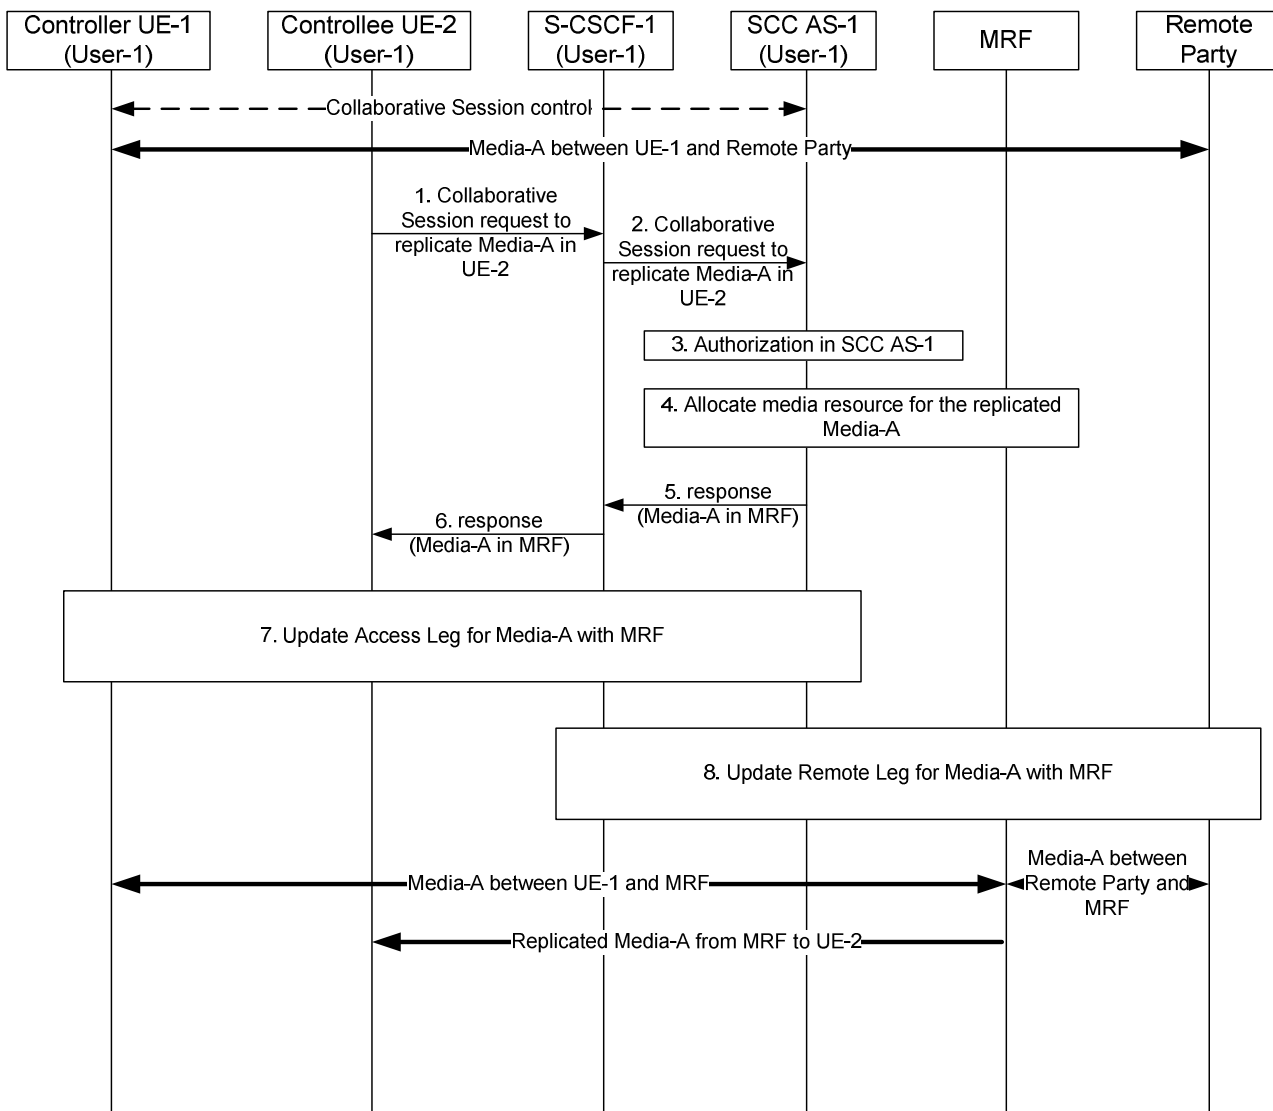 Controller UE-1
(User-1)
Controllee UE-2
(User-1)
S-CSCF-1
(User-1)
SCC AS-1
(User-1)
MRF
Remote
Party
Collaborative Session control
Media-A between UE-1 and Remote Party
1. Collaborative
Session request to
replicate Media-A in
UE-2
2. Collaborative
Session request to
replicate Media-A in
UE-2
3. Authorization in SCC AS-1
4. Allocate media resource for the replicated
Media-A
5. response
(Media-A in MRF)
6. response
(Media-A in MRF)
7. Update Access Leg for Media-A with MRF
8. Update Remote Leg for Media-A with MRF
Media-A between UE-1 and MRF
Media-A between
Remote Party and
MRF
Replicated Media-A from MRF to UE-2